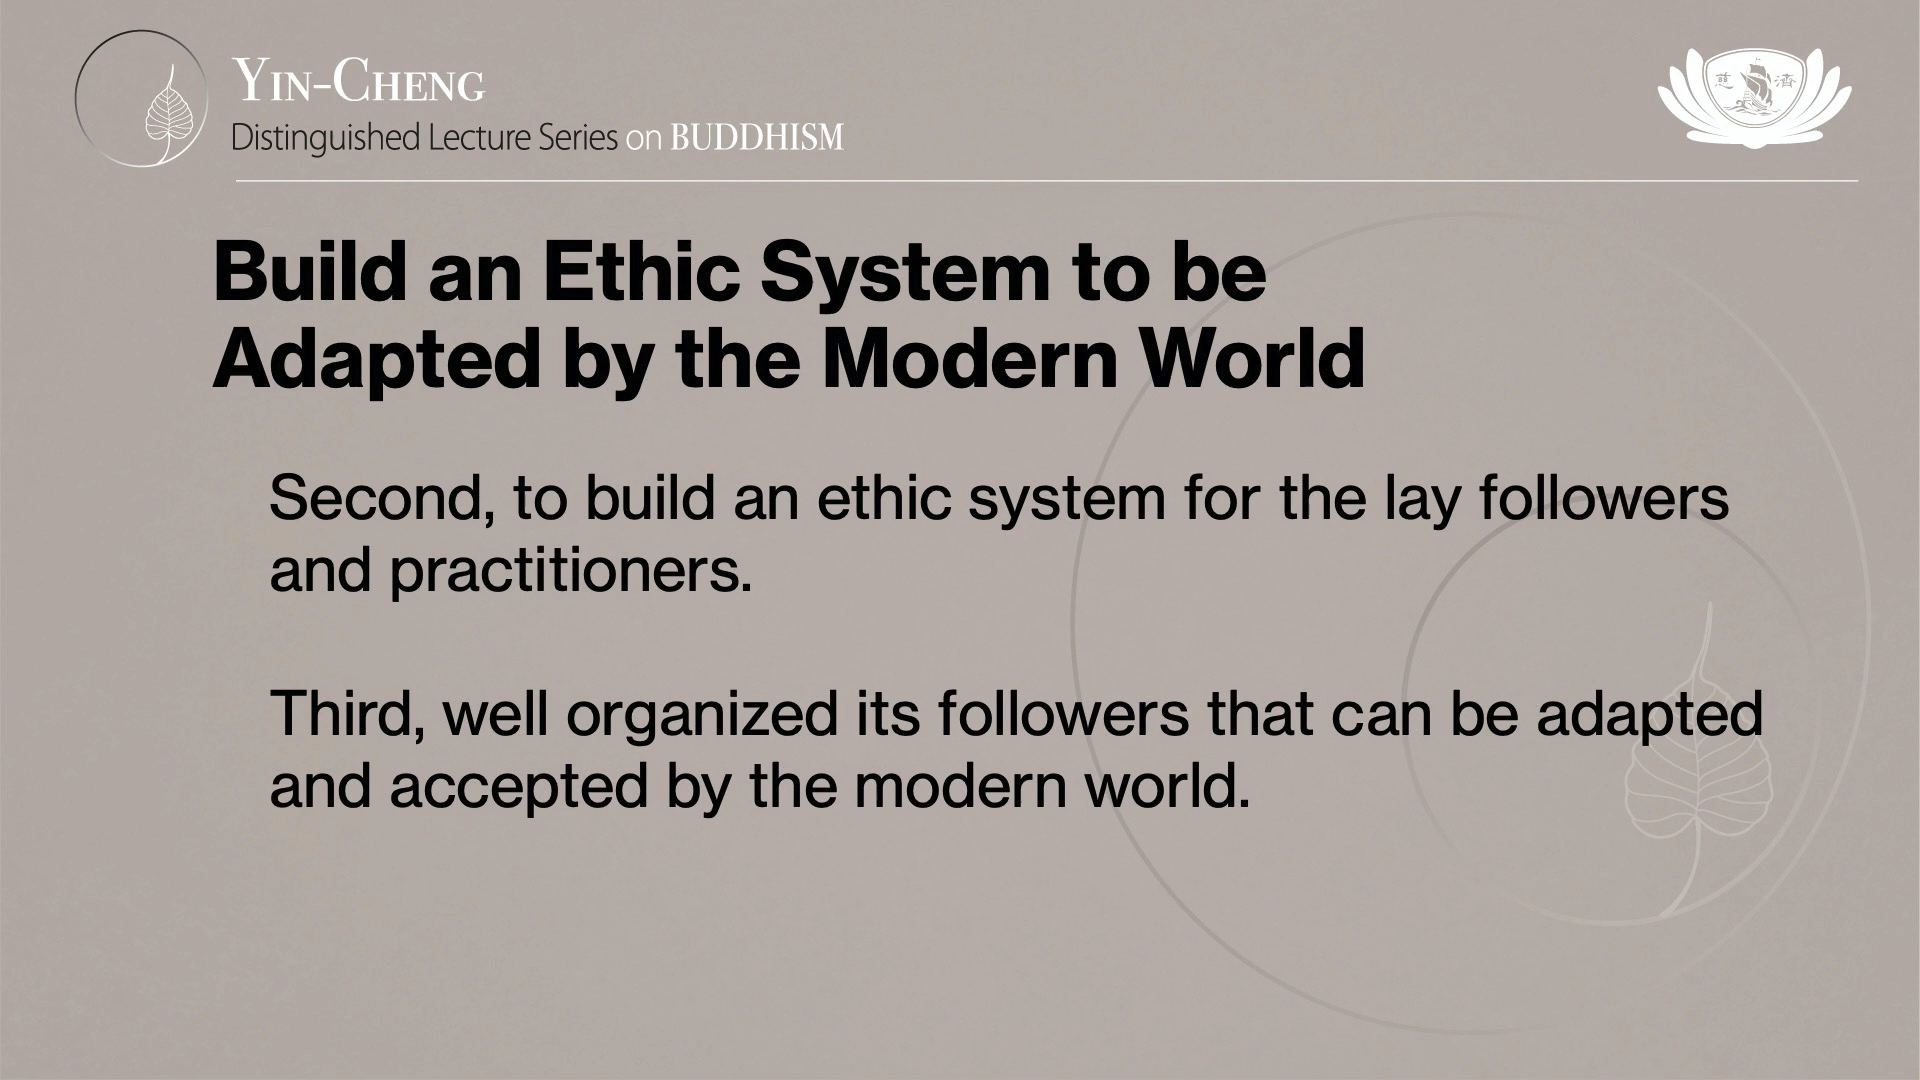 YIN-CHENG
Distinguished Lecture Series on BUDDHISM
慈 濟
Build an Ethic System to be
Adapted by the Modern World
Second, to build an ethic system for the lay followers
and practitioners.
Third, well organized its followers that can be adapted
and accepted by the modern world.